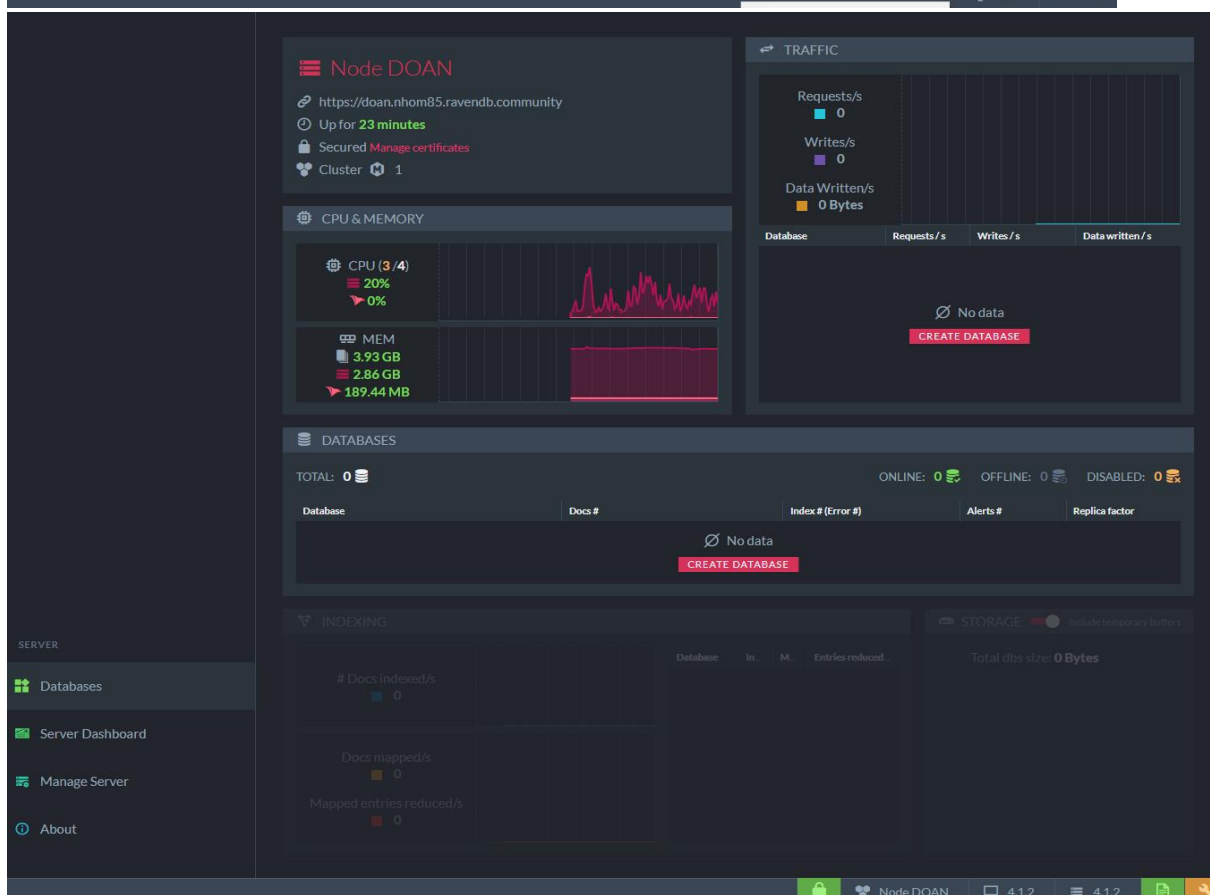 Node DOAN
https://doan.nhom85.ravendb.community
Up for 23 minutes
Secured Manage certificates
Cluster M 1
CPU & MEMORY
CPU (3 /4)
20%
0%
MEM
3.93 GB
2.86 GB
189.44 MB
TRAFFIC
Requests/s
0
Writes/s
0
Data Written/s
0 Bytes
Database Requests / s Writes / s Data written / s
No data
CREATE DATABASE
DATABASES
TOTAL: 0 ONLINE: 0 OFFLINE: 0 DISABLED: 0
Database Docs # Index # (Error #) Alerts # Replica factor
No data
CREATE DATABASE
INDEXING
# Docs indexed/s
0
Docs mapped/s
0
Mapped entries reduced/s
0
Database In... M... Entries reduced...
STORAGE Include temporary buffers
Total dbs size: 0 Bytes
SERVER
Databases
Server Dashboard
Manage Server
About
Node DOAN 4.1.2 4.1.2